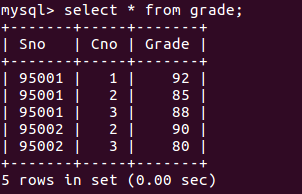 mysql> select * from grade;
+-------+-----+-------+
| Sno   | Cno | Grade |
+-------+-----+-------+
| 95001 |   1 |    92 |
| 95001 |   2 |    85 |
| 95001 |   3 |    88 |
| 95002 |   2 |    90 |
| 95002 |   3 |    80 |
+-------+-----+-------+
5 rows in set (0.00 sec)